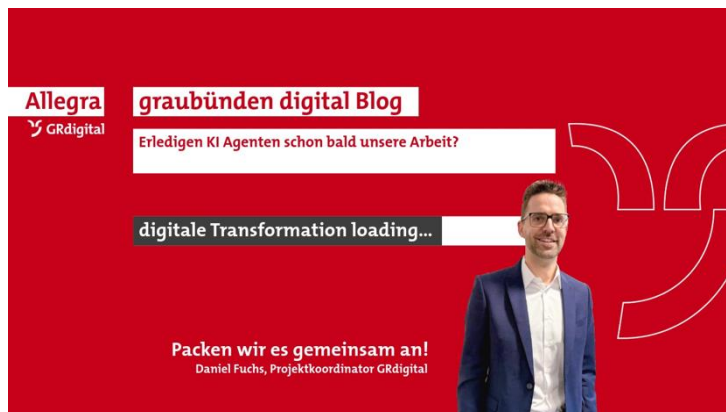 Allegra
GRdigital
graubünden digital Blog
Erledigen KI Agenten schon bald unsere Arbeit?
digitale Transformation loading...
Packen wir es gemeinsam an!
Daniel Fuchs, Projektkoordinator GRdigital